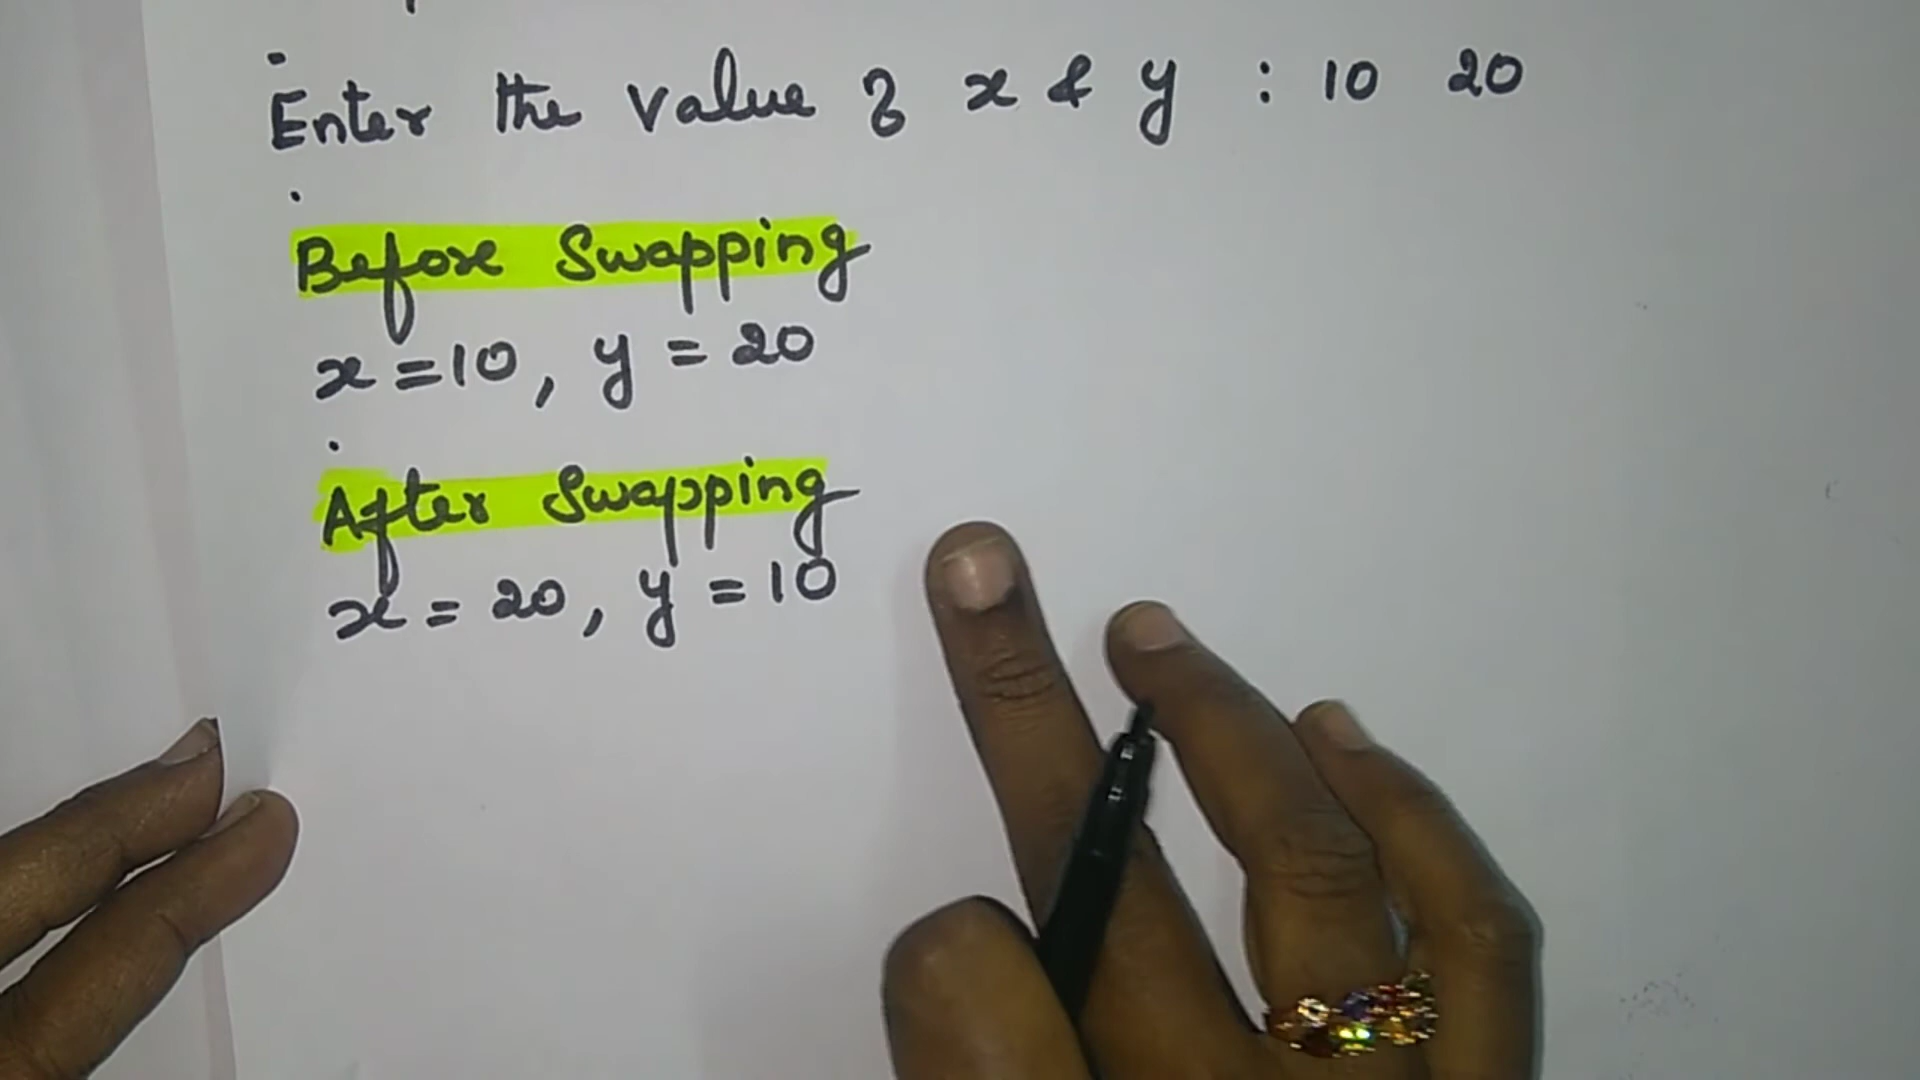 Enter the value of x & y : 10 20
Before Swapping
x = 10, y = 20
After Swapping
x = 20, y = 10